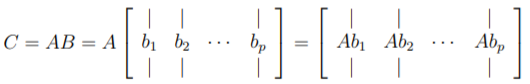 C = AB = A [ b₁ b₂ ⋯ bₚ ] = [ Ab₁ Ab₂ ⋯ Abₚ ]